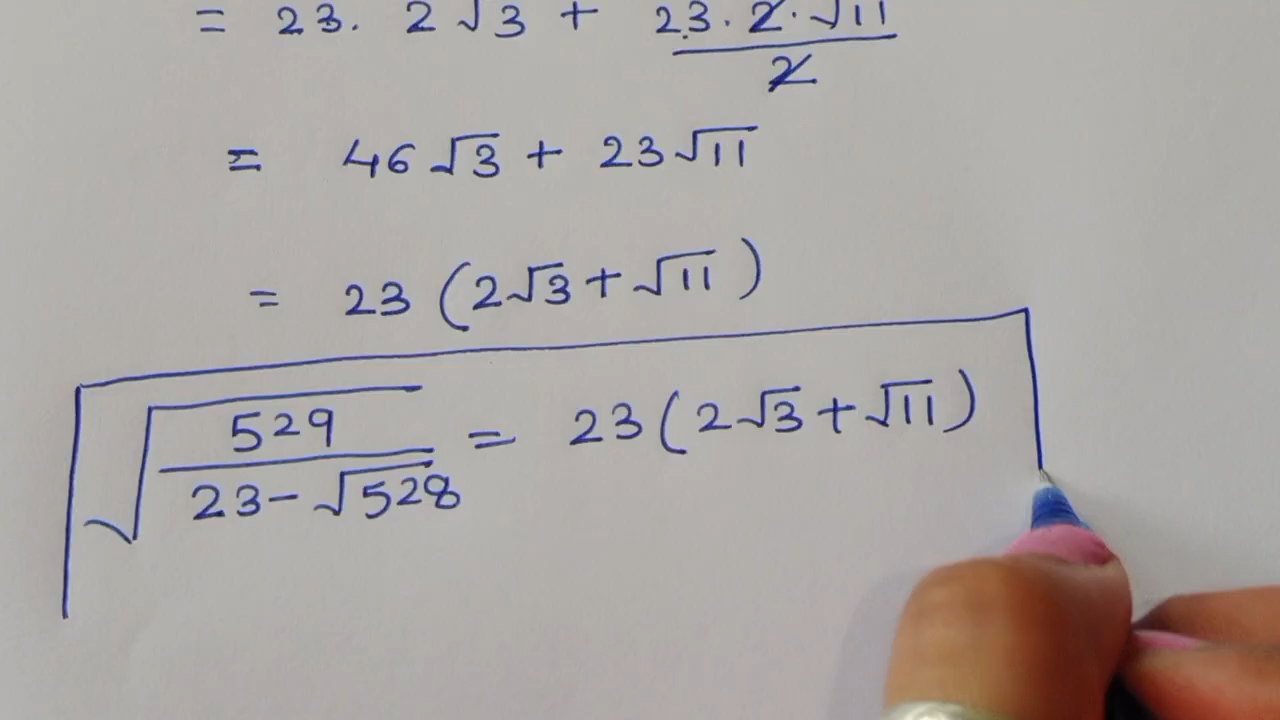 = 23. 2√3 + 23.2.√11/2
= 46√3 + 23√11
= 23 (2√3 + √11)
√(529/(23-√528)) = 23(2√3 + √11)